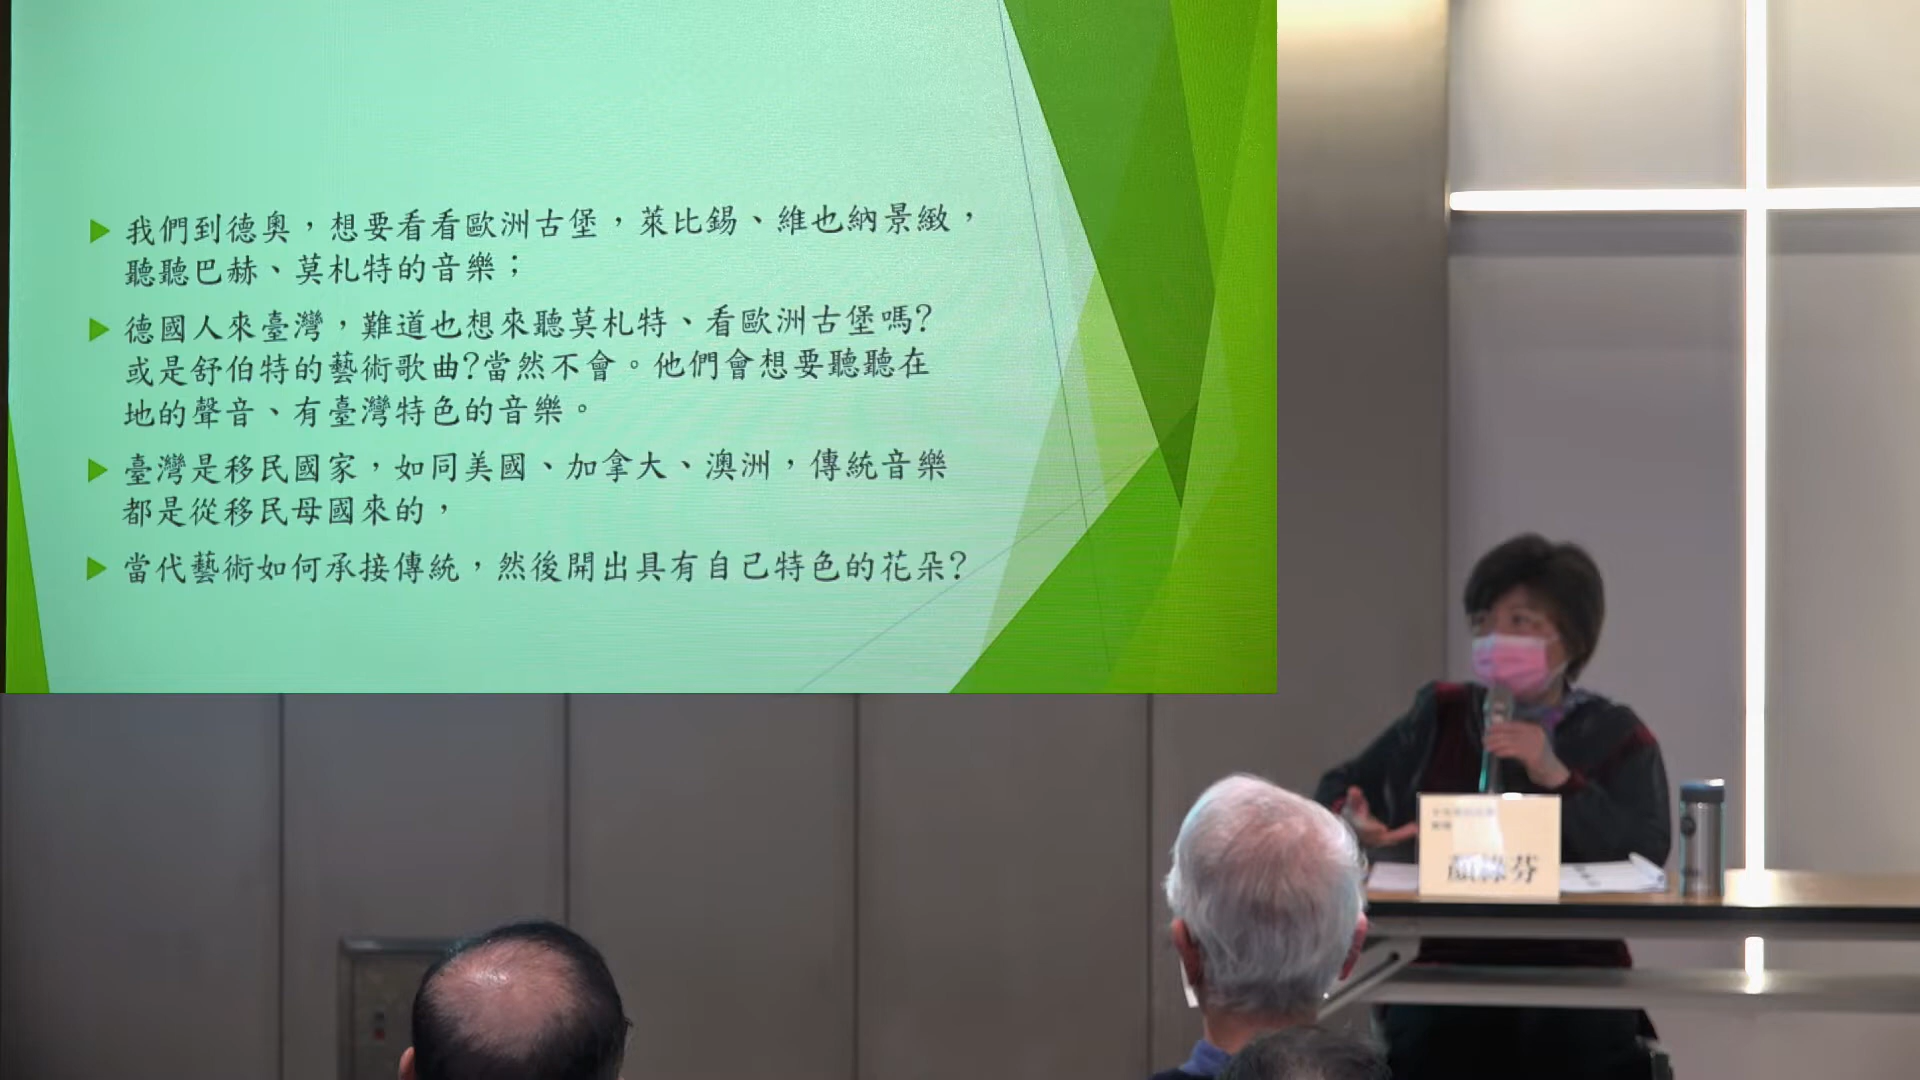 我們到德奧，想要看看歐洲古堡，萊比錫、維也納景緻，
聽聽巴赫、莫札特的音樂；
德國人來臺灣，難道也想來聽莫札特、看歐洲古堡嗎?
或是舒伯特的藝術歌曲?當然不會。他們會想要聽聽在
地的聲音、有臺灣特色的音樂。
臺灣是移民國家，如同美國、加拿大、澳洲，傳統音樂
都是從移民母國來的，
當代藝術如何承接傳統，然後開出具有自己特色的花朵?
顏綠芬